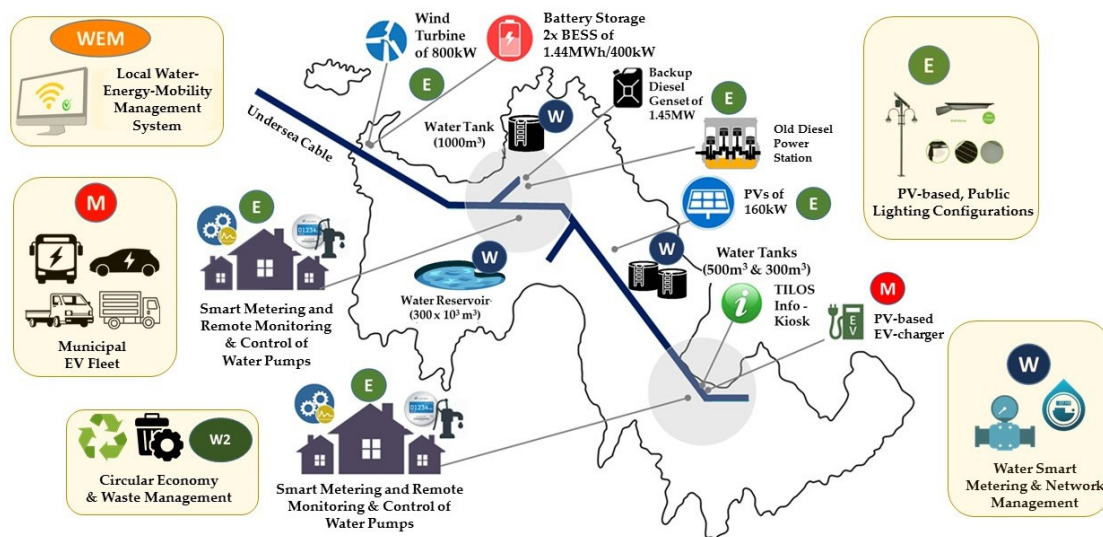 WEM
Local Water-
Energy-Mobility
Management
System
Wind
Turbine
of 800kW
Battery Storage
2x BESS of
1.44MWh/400kW
E
Undersea Cable
Water Tank
(1000m³)
W
Backup
Diesel
Genset of
1.45MW
E
Old Diesel
Power
Station
E
PV-based, Public
Lighting Configurations
M
Municipal
EV Fleet
E
01234
Smart Metering and
Remote Monitoring
& Control of
Water Pumps
W
Water Reservoir
(300 x 10³ m³)
PVs of
160kW
E
W
Water Tanks
(500m³ & 300m³)
i
TILOS
Info -
Kiosk
M
EV
PV-based
EV-charger
W2
Circular Economy
& Waste Management
E
01234
Smart Metering and Remote
Monitoring & Control of
Water Pumps
W
Water Smart
Metering & Network
Management